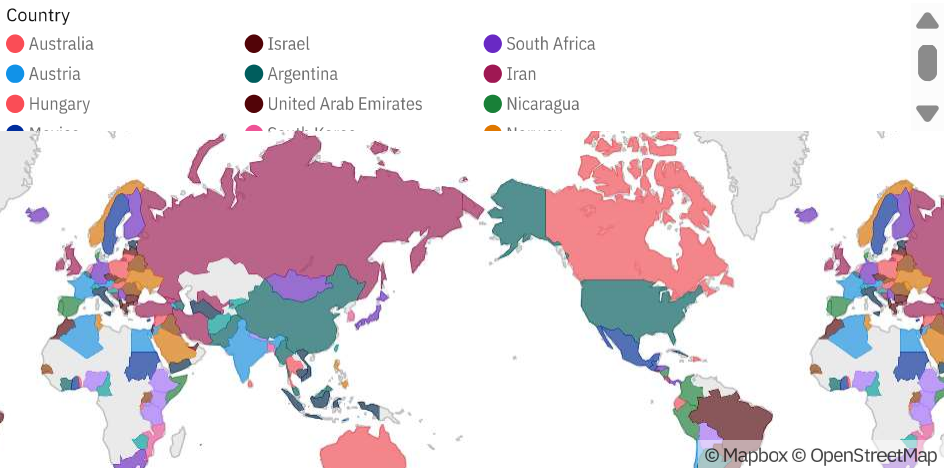 Country
Australia Israel South Africa
Austria Argentina Iran
Hungary United Arab Emirates Nicaragua
© Mapbox © OpenStreetMap